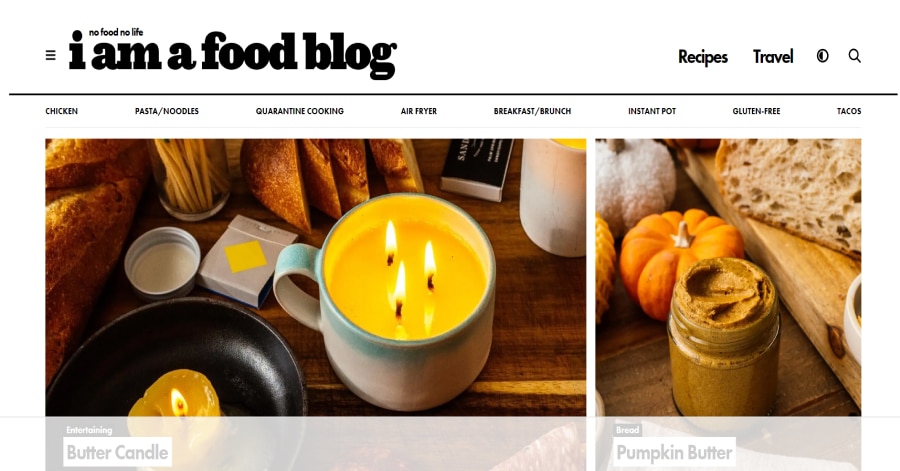 no food no life
i am a food blog
Recipes
Travel
CHICKEN
PASTA/NOODLES
QUARANTINE COOKING
AIR FRYER
BREAKFAST/BRUNCH
INSTANT POT
GLUTEN-FREE
TACOS
SAND
Entertaining
Butter Candle
Bread
Pumpkin Butter